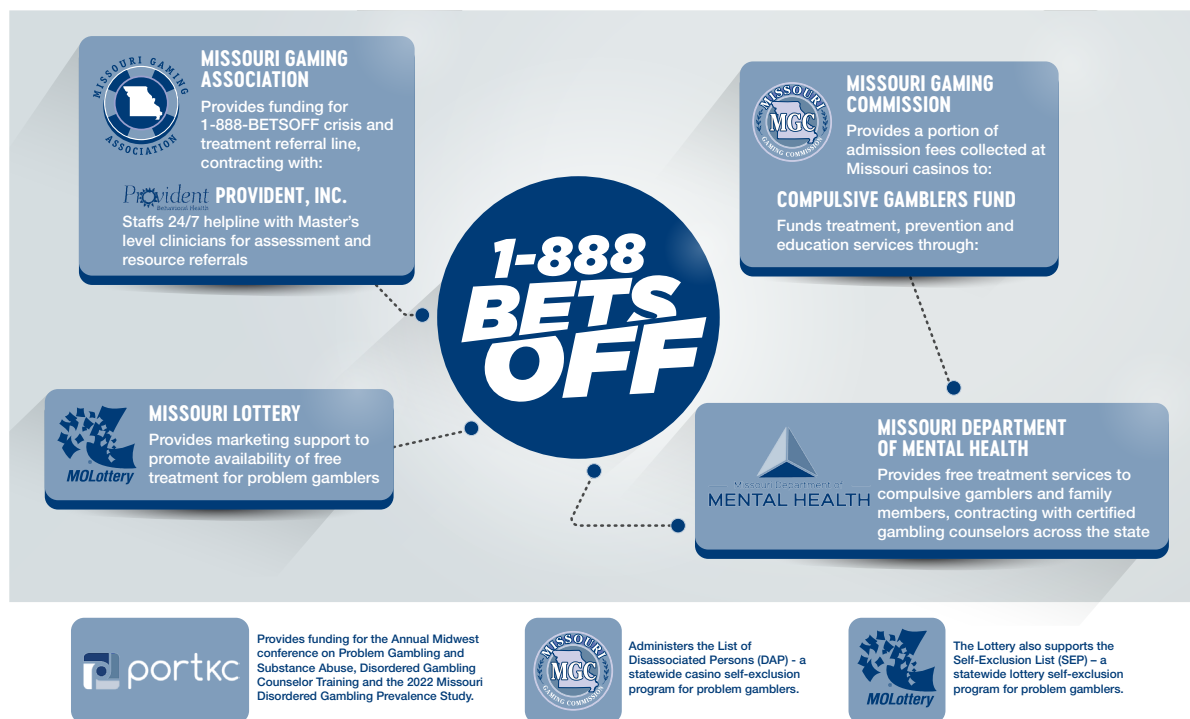 MISSOURI GAMING
ASSOCIATION
MISSOURI GAMING
ASSOCIATION
Provides funding for
1-888-BETSOFF crisis and
treatment referral line,
contracting with:
Provident
Behavioral Health
PROVIDENT, INC.
Staffs 24/7 helpline with Master's
level clinicians for assessment and
resource referrals
MISSOURI
MGC
GAMING COMMISSION
MISSOURI GAMING
COMMISSION
Provides a portion of
admission fees collected at
Missouri casinos to:
COMPULSIVE GAMBLERS FUND
Funds treatment, prevention and
education services through:
1-888
BETS
OFF
MOLottery
MISSOURI LOTTERY
Provides marketing support to
promote availability of free
treatment for problem gamblers
Missouri Department of
MENTAL HEALTH
MISSOURI DEPARTMENT
OF MENTAL HEALTH
Provides free treatment services to
compulsive gamblers and family
members, contracting with certified
gambling counselors across the state
portkc
Provides funding for the Annual Midwest
conference on Problem Gambling and
Substance Abuse, Disordered Gambling
Counselor Training and the 2022 Missouri
Disordered Gambling Prevalence Study.
MISSOURI
MGC
GAMING COMMISSION
Administers the List of
Disassociated Persons (DAP) - a
statewide casino self-exclusion
program for problem gamblers.
MOLottery
The Lottery also supports the
Self-Exclusion List (SEP) – a
statewide lottery self-exclusion
program for problem gamblers.